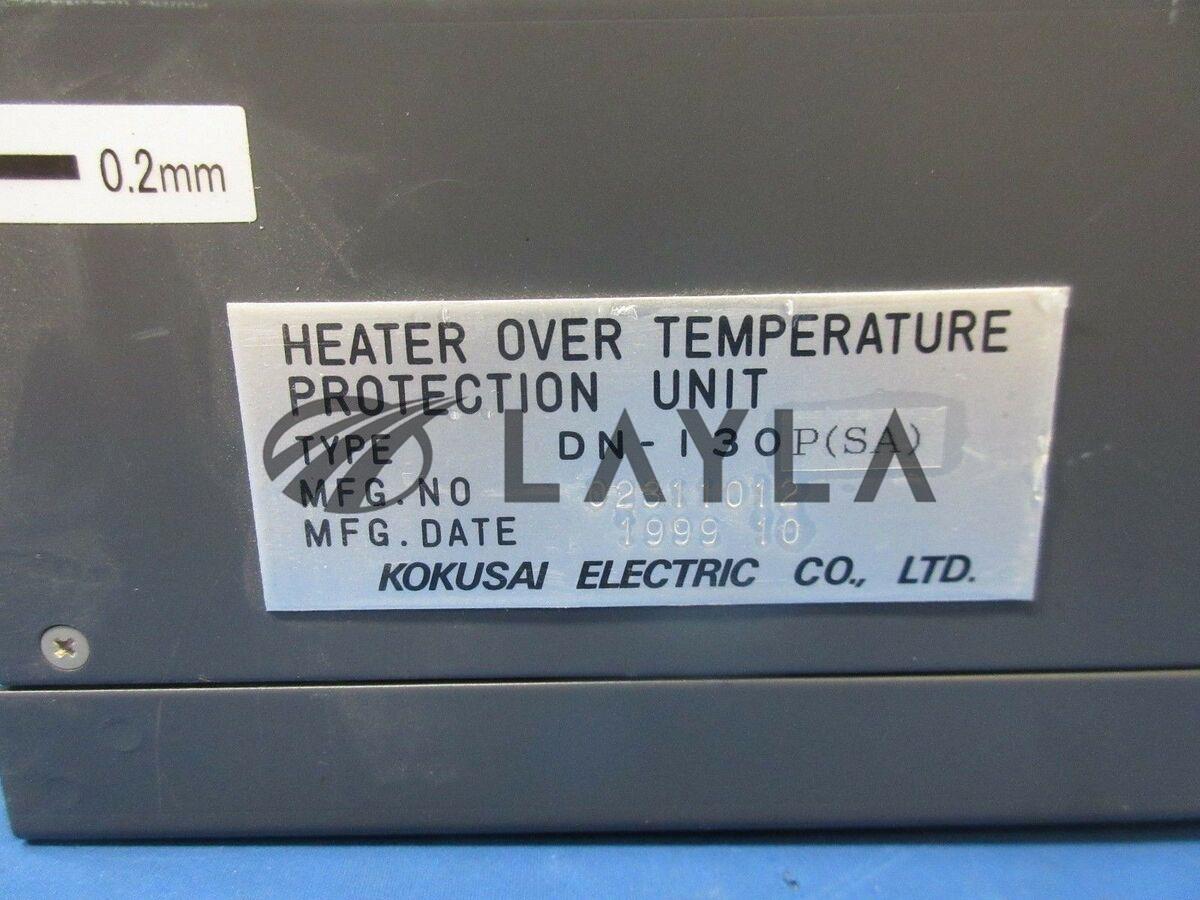 0.2mm
HEATER OVER TEMPERATURE
PROTECTION UNIT
TYPE DN-130P(SA)
MFG.NO 02311012
MFG.DATE 1999 10
KOKUSAI ELECTRIC CO., LTD.
LAYLA